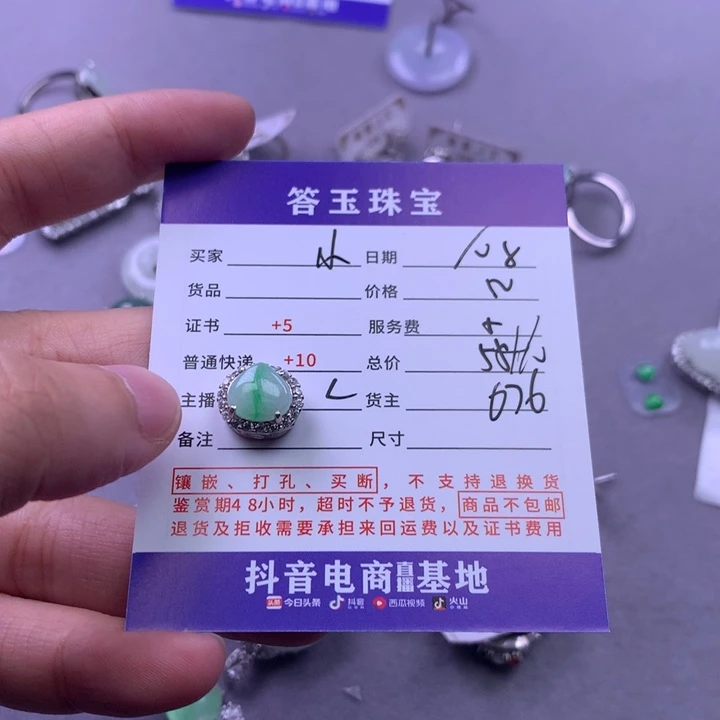 答玉珠宝
买家 日期
货品 价格
证书 +5 服务费
普通快递 +10 总价
主播 L 货主 076
备注 尺寸
镶嵌、打孔、买断，不支持退换货
鉴赏期48小时，超时不予退货，商品不包邮
退货及拒收需要承担来回运费以及证书费用
抖音电商直播基地
头条 今日头条 抖音 西瓜视频 火山